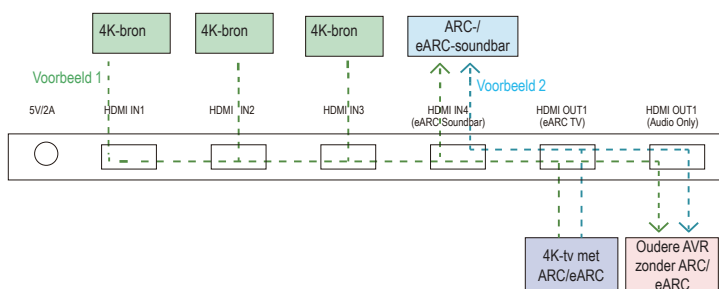 4K-bron
4K-bron
4K-bron
ARC-/
eARC-soundbar
Voorbeeld 1
Voorbeeld 2
5V/2A
HDMI IN1
HDMI IN2
HDMI IN3
HDMI IN4
(eARC Soundbar)
HDMI OUT1
(eARC TV)
HDMI OUT1
(Audio Only)
4K-tv met
ARC/eARC
Oudere AVR
zonder ARC/
eARC